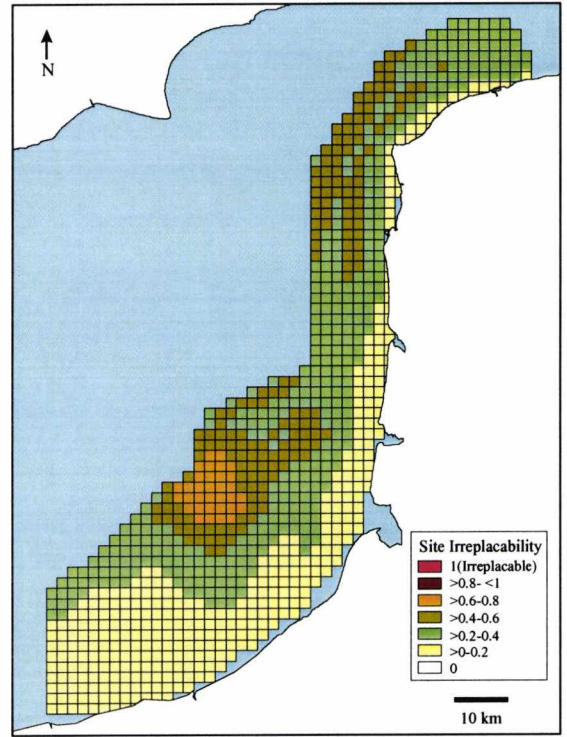 N
Site Irreplacability
1(Irreplacable)
>0.8- <1
>0.6-0.8
>0.4-0.6
>0.2-0.4
>0-0.2
0
10 km